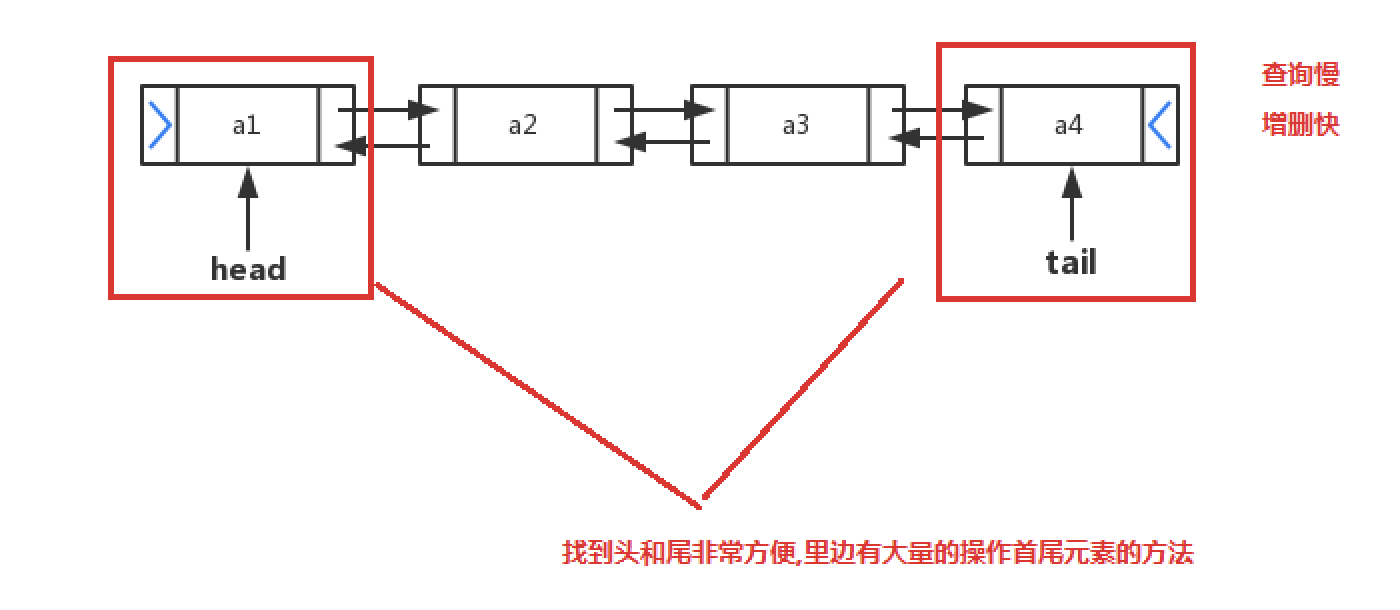 a1
a2
a3
a4
head
tail
查询慢
增删快
找到头和尾非常方便,里边有大量的操作首尾元素的方法